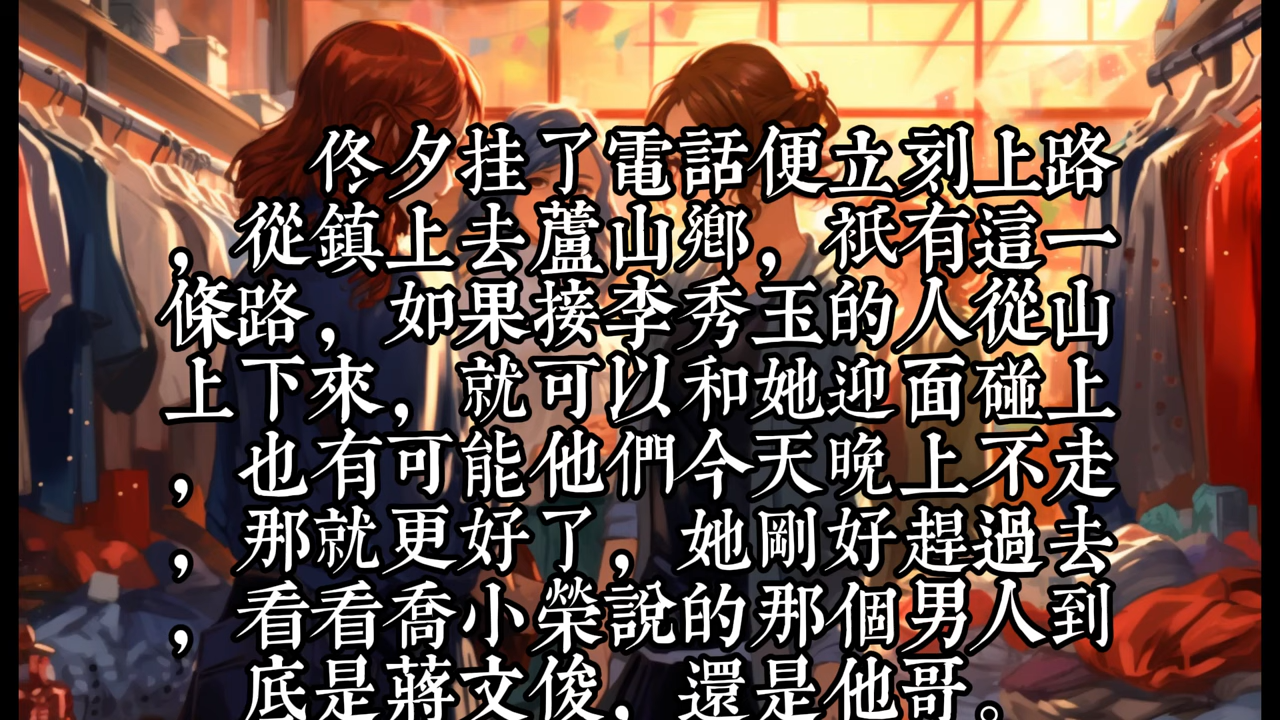 佟夕挂了電話便立刻上路
，從鎮上去蘆山鄉，衹有這一
條路，如果接李秀玉的人從山
上下來，就可以和她迎面碰上
，也有可能他們今天晚上不走
，那就更好了，她剛好趕過去
，看看喬小榮說的那個男人到
底是蔣文俊，還是他哥。